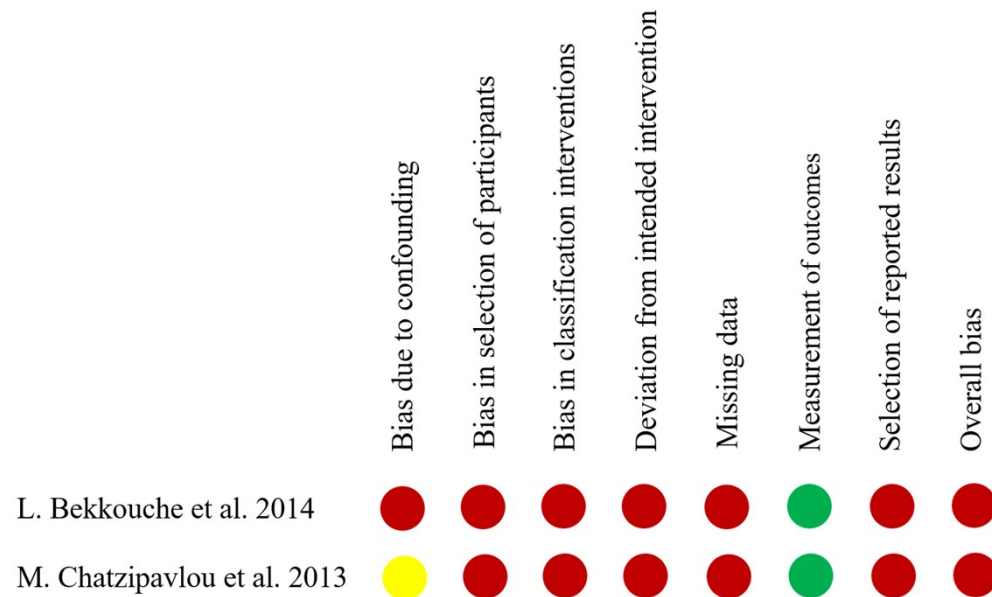 Bias due to confounding
Bias in selection of participants
Bias in classification interventions
Deviation from intended intervention
Missing data
Measurement of outcomes
Selection of reported results
Overall bias
L. Bekkouche et al. 2014
M. Chatzipavlou et al. 2013